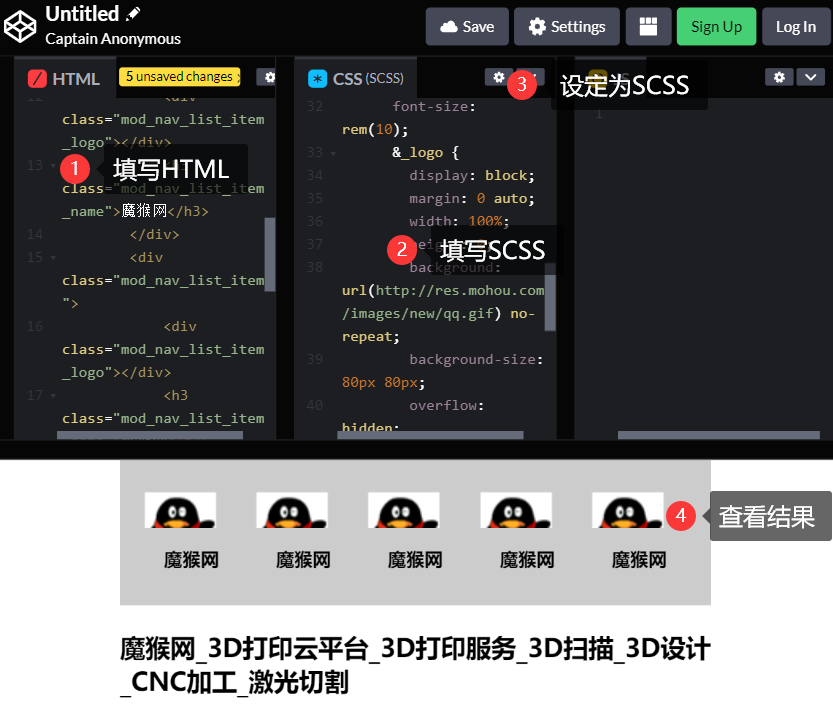 Untitled
Captain Anonymous
Save
Settings
Sign Up
Log In
HTML
5 unsaved changes
class="mod_nav_list_item
_logo"></div>
13
1
填写HTML
class="mod_nav_list_item
_name">魔猴网</h3>
14 </div>
15 <div
class="mod_nav_list_item
">
16 <div
class="mod_nav_list_item
_logo"></div>
17 <h3
class="mod_nav_list_item
CSS (SCSS)
3
设定为SCSS
32 font-size:
rem(10);
33 &_logo {
34 display: block;
35 margin: 0 auto;
36 width: 100%;
37
2
填写SCSS
38 background:
url(http://res.mohou.com
/images/new/qq.gif) no-
repeat;
39 background-size:
80px 80px;
40 overflow:
hidden;
1
4
查看结果
魔猴网 魔猴网 魔猴网 魔猴网 魔猴网
魔猴网_3D打印云平台_3D打印服务_3D扫描_3D设计
_CNC加工_激光切割